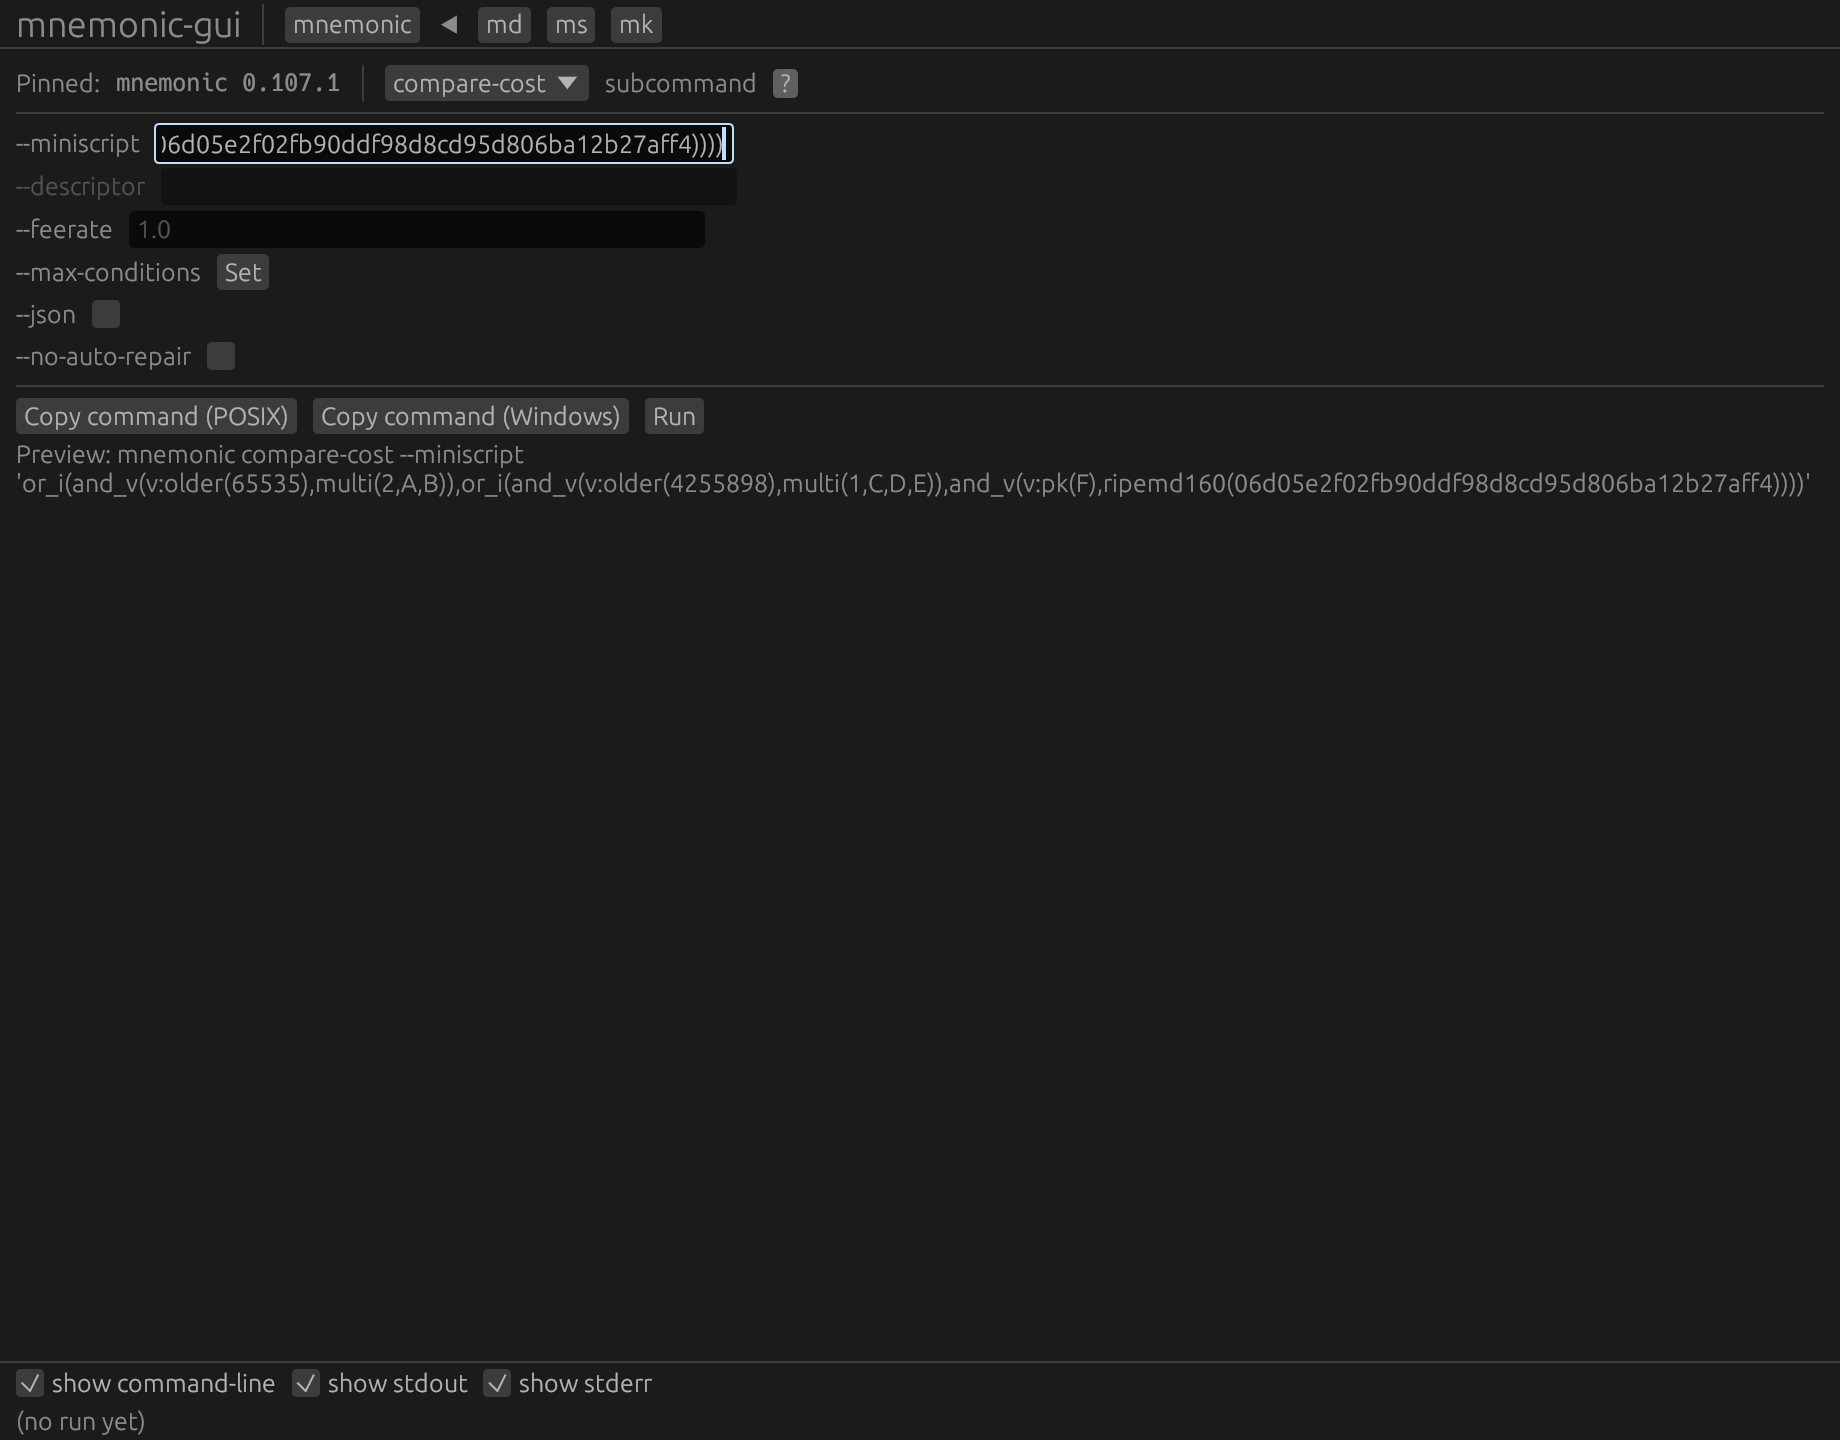 mnemonic-gui mnemonic ◀ md ms mk
Pinned: mnemonic 0.107.1 compare-cost ▼ subcommand ?
--miniscript 06d05e2f02fb90ddf98d8cd95d806ba12b27aff4))))
--descriptor
--feerate 1.0
--max-conditions Set
--json
--no-auto-repair
Copy command (POSIX) Copy command (Windows) Run
Preview: mnemonic compare-cost --miniscript
'or_i(and_v(v:older(65535),multi(2,A,B)),or_i(and_v(v:older(4255898),multi(1,C,D,E)),and_v(v:pk(F),ripemd160(06d05e2f02fb90ddf98d8cd95d806ba12b27aff4))))'
show command-line show stdout show stderr
(no run yet)